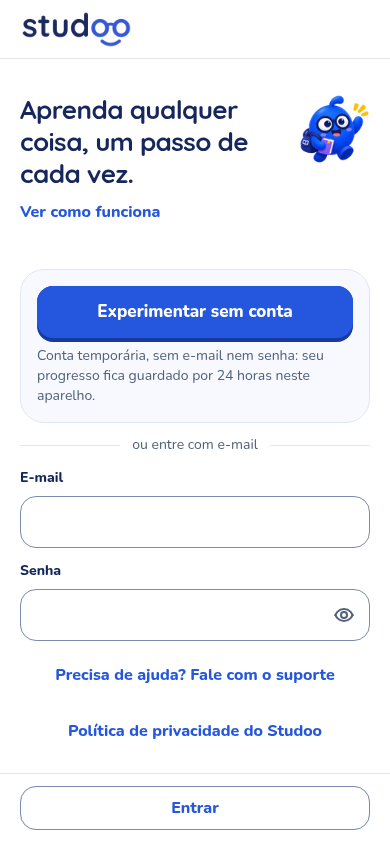 studoo
Aprenda qualquer
coisa, um passo de
cada vez.
Ver como funciona
Experimentar sem conta
Conta temporária, sem e-mail nem senha: seu
progresso fica guardado por 24 horas neste
aparelho.
ou entre com e-mail
E-mail
Senha
Precisa de ajuda? Fale com o suporte
Política de privacidade do Studoo
Entrar